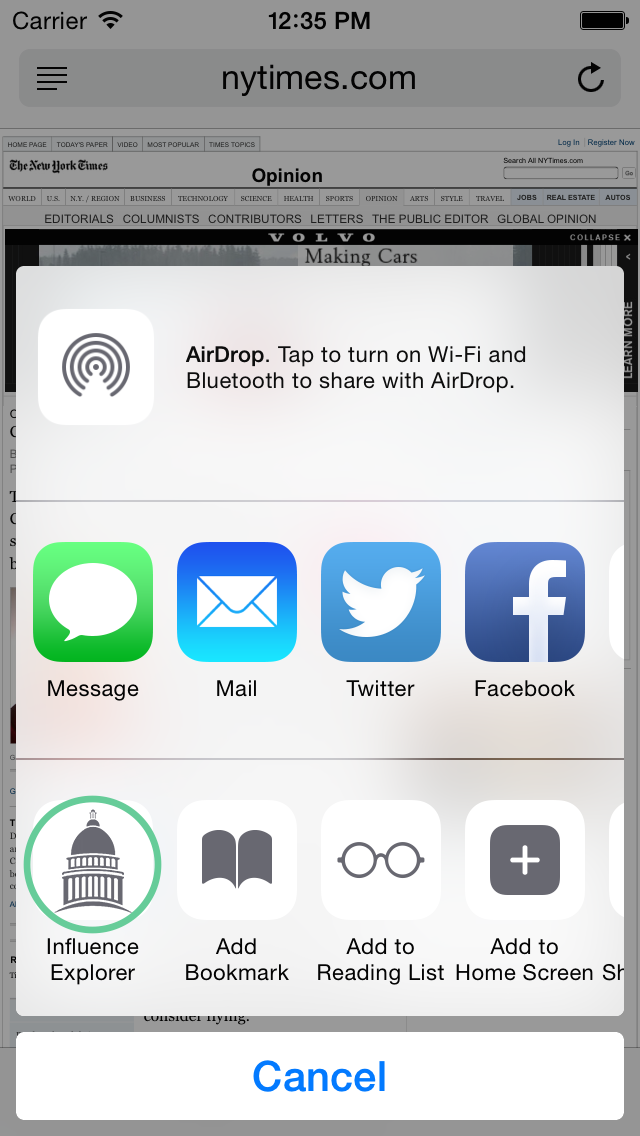 Carrier 12:35 PM
nytimes.com
HOME PAGE TODAY'S PAPER VIDEO MOST POPULAR TIMES TOPICS
Log In Register Now
The New York Times
Opinion
Search All NYTimes.com
Go
WORLD U.S. N.Y. / REGION BUSINESS TECHNOLOGY SCIENCE HEALTH SPORTS OPINION ARTS STYLE TRAVEL JOBS REAL ESTATE AUTOS
EDITORIALS COLUMNISTS CONTRIBUTORS LETTERS THE PUBLIC EDITOR GLOBAL OPINION
VOLVO
COLLAPSE
Making Cars
LEARN MORE
AirDrop. Tap to turn on Wi-Fi and
Bluetooth to share with AirDrop.
Message Mail Twitter Facebook
Influence
Explorer
Add
Bookmark
Add to
Reading List
Add to
Home Screen
Sh
consider flying.
Cancel